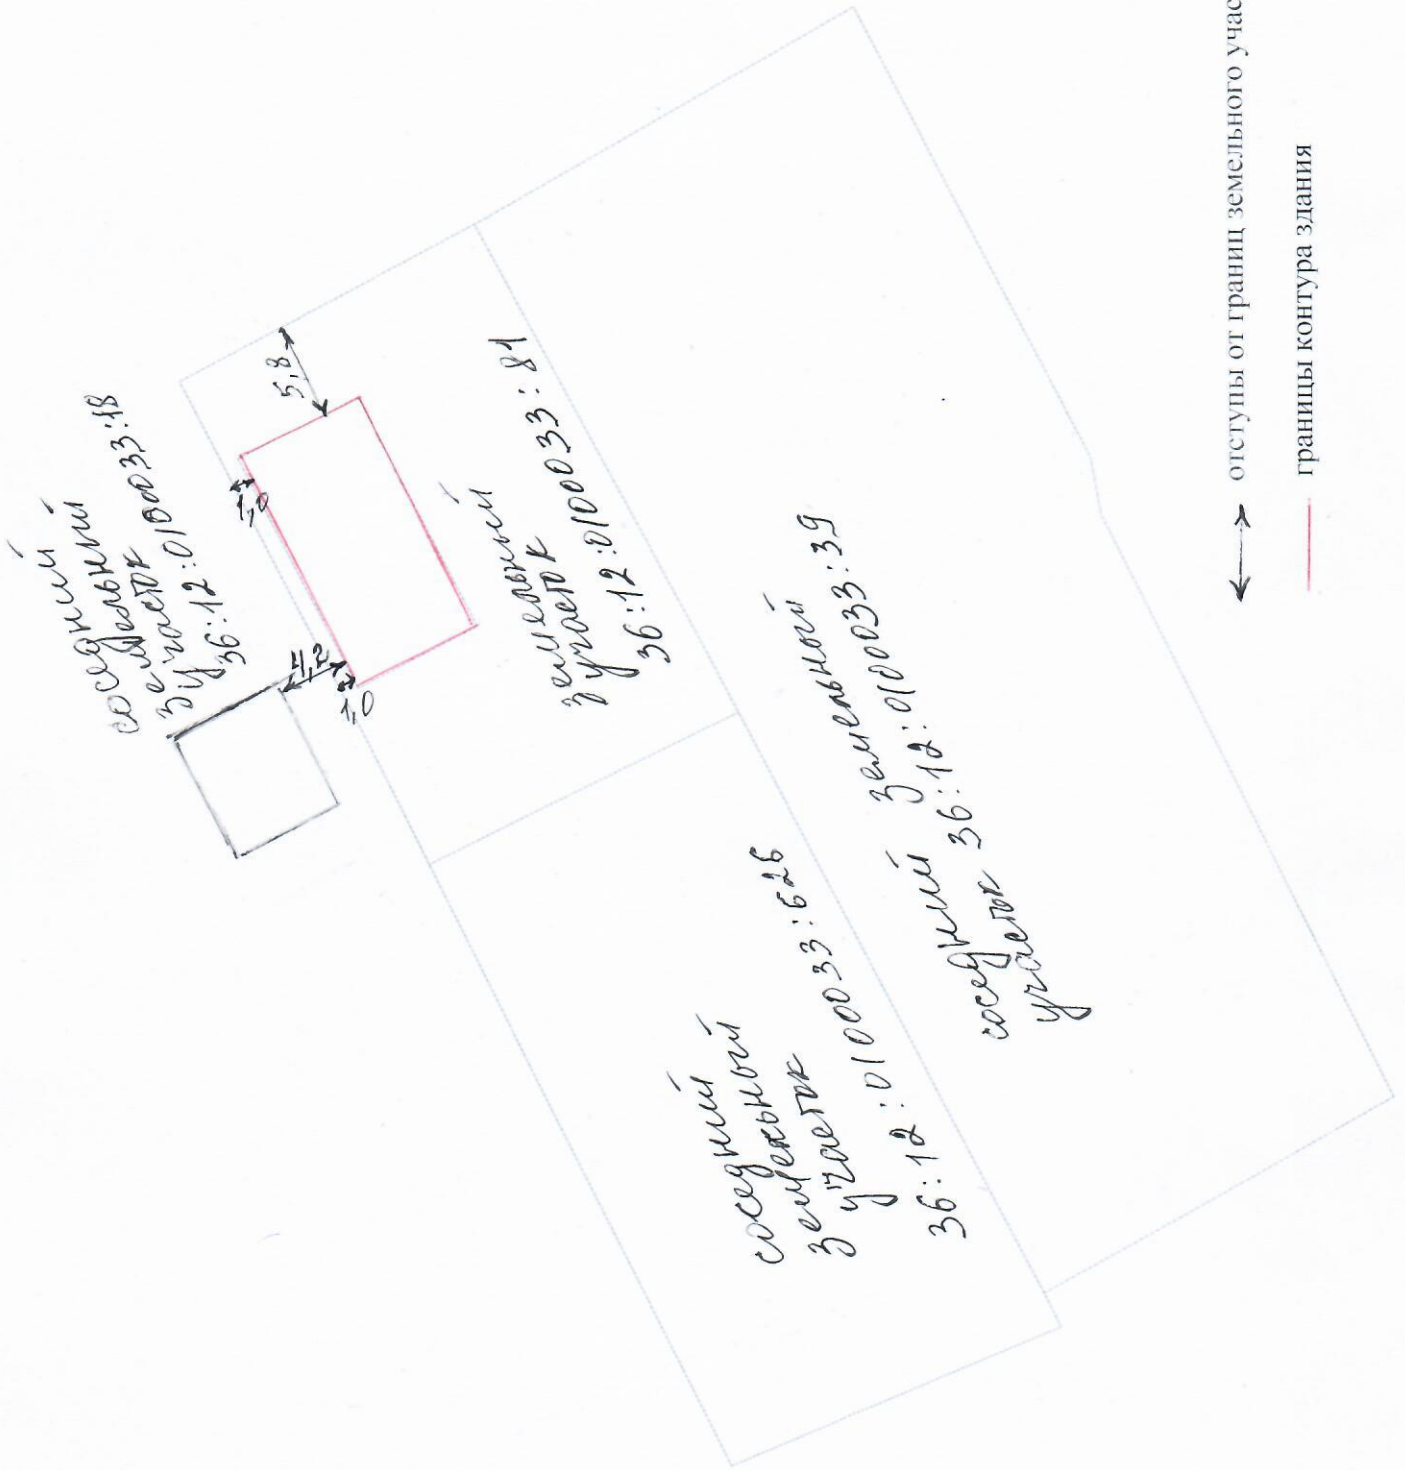 соседний
земельный
участок
36:12:0100033:18
1,0
5,8
4,2
1,0
земельный
участок
36:12:0100033:81
соседний
земельный
участок
36:12:0100033:626
соседний земельный
участок 36:12:0100033:39
отступы от границ земельного учас
границы контура здания